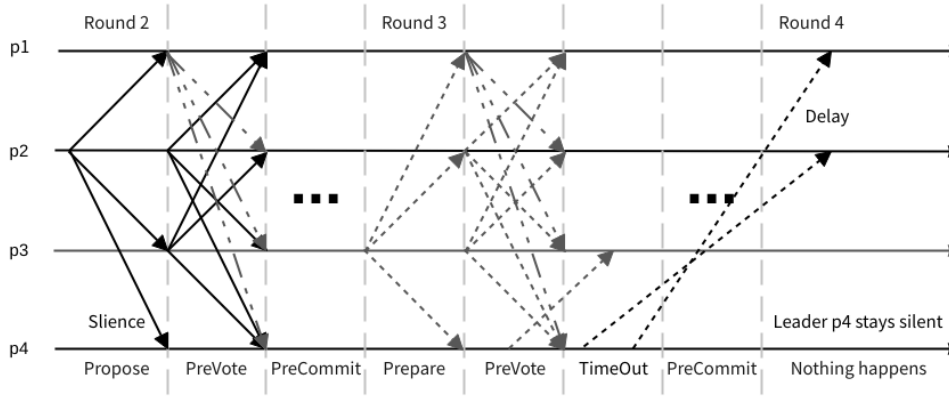 Round 2
Round 3
Round 4
p1
Delay
p2
p3
Slience
Leader p4 stays silent
p4
Propose
PreVote
PreCommit
Prepare
PreVote
TimeOut
PreCommit
Nothing happens